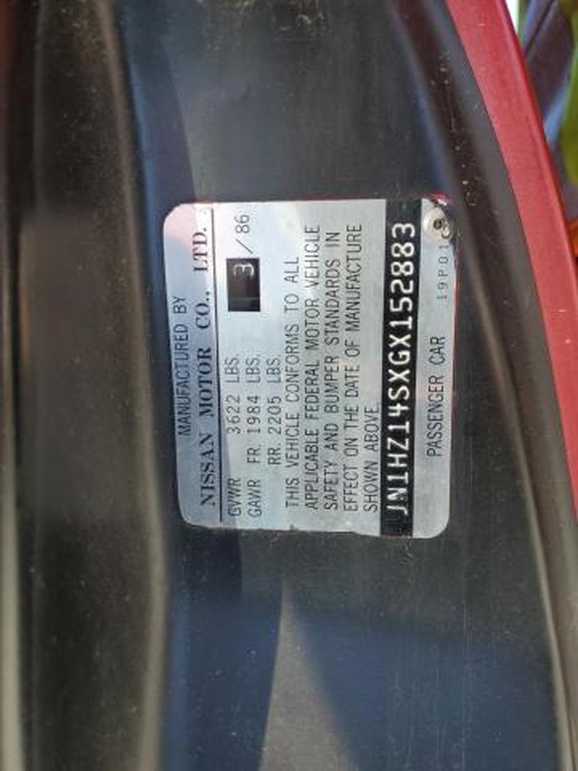 MANUFACTURED BY
NISSAN MOTOR CO., LTD.
3 / 86
GVWR 3622 LBS.
GAWR FR. 1984 LBS.
RR. 2205 LBS.
THIS VEHICLE CONFORMS TO ALL
APPLICABLE FEDERAL MOTOR VEHICLE
SAFETY AND BUMPER STANDARDS IN
EFFECT ON THE DATE OF MANUFACTURE
SHOWN ABOVE.
JN1HZ14SXGX152883
PASSENGER CAR